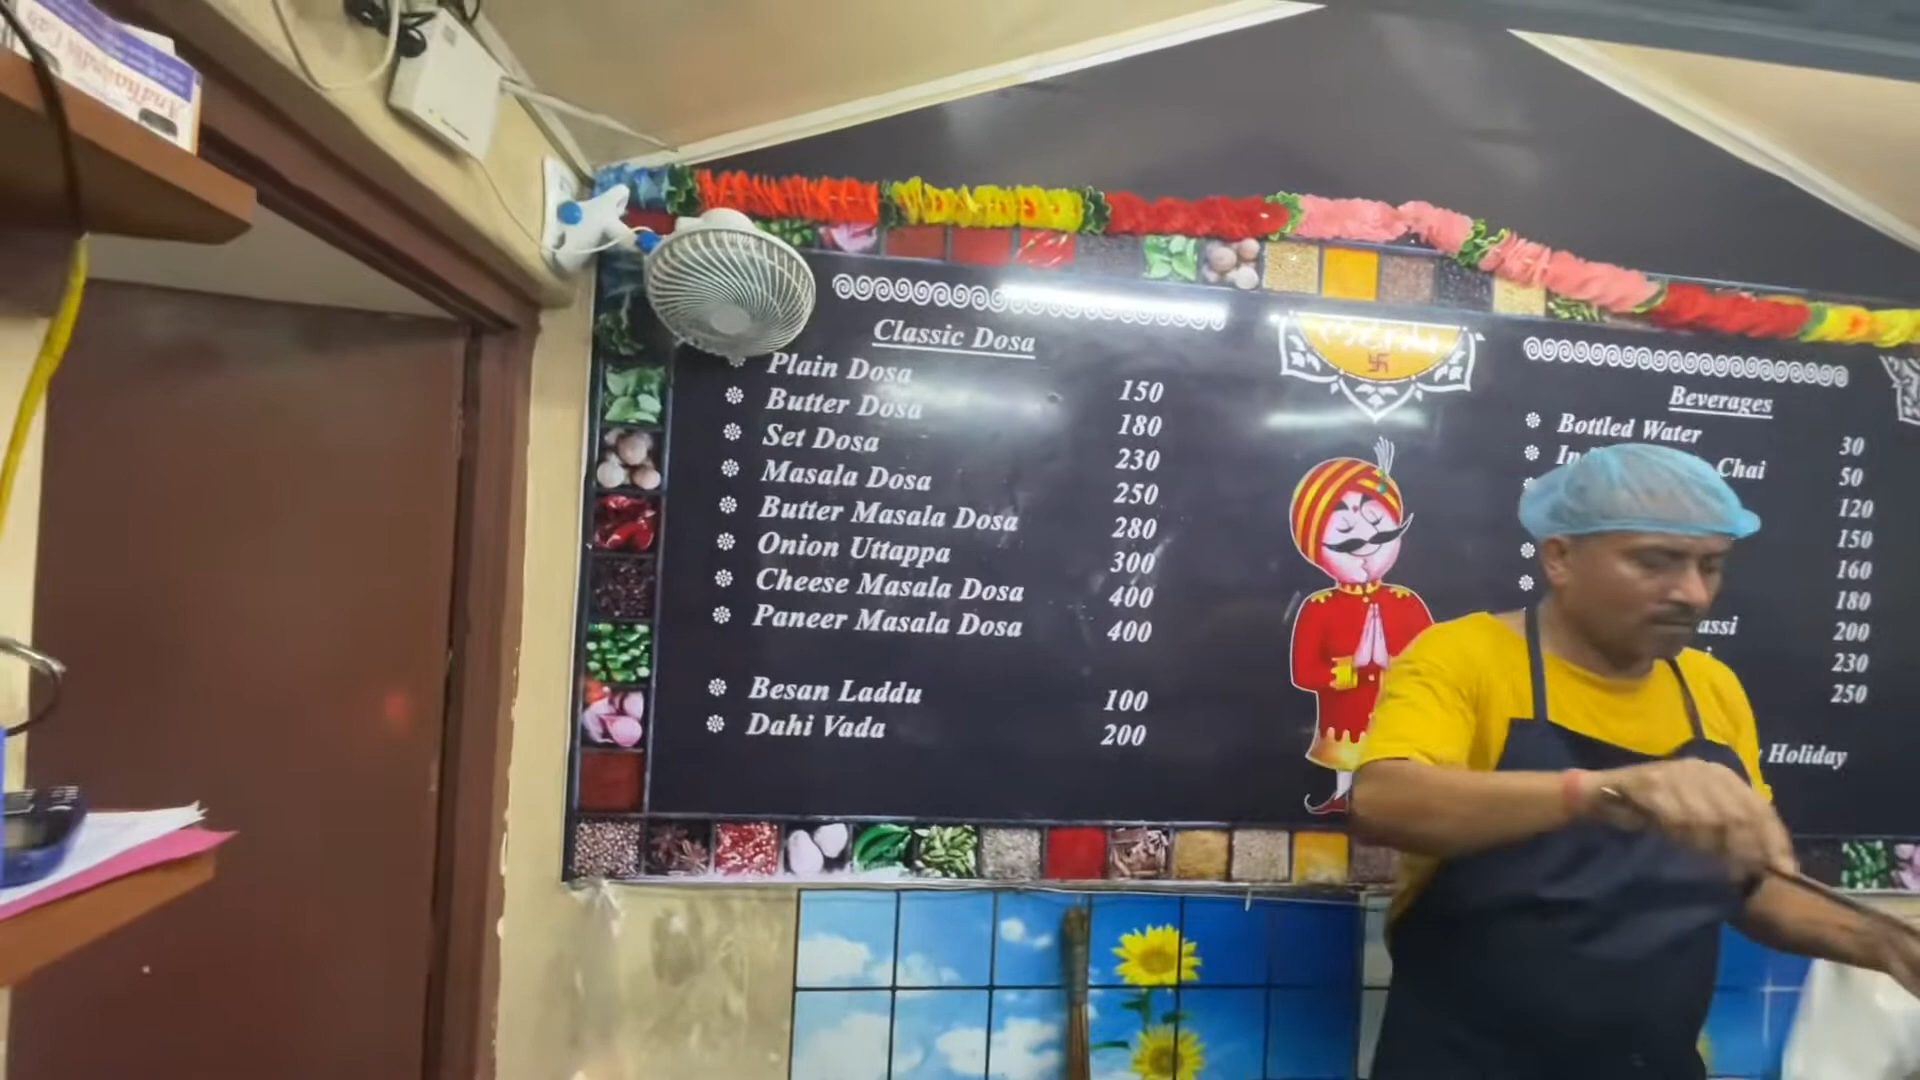 Classic Dosa
Plain Dosa 150
Butter Dosa 180
Set Dosa 230
Masala Dosa 250
Butter Masala Dosa 280
Onion Uttappa 300
Cheese Masala Dosa 400
Paneer Masala Dosa 400
Besan Laddu 100
Dahi Vada 200
Menu
Beverages
Bottled Water 30
Chai 50
120
150
160
180
200
230
250
Holiday